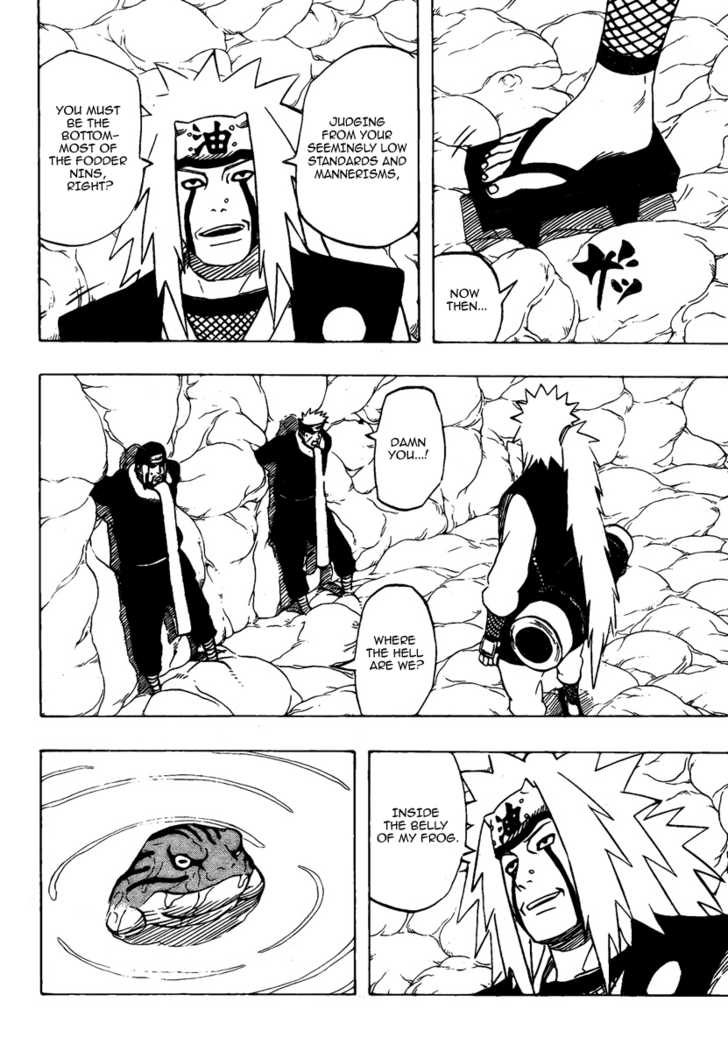 NOW
THEN...
ザッ
JUDGING
FROM YOUR
SEEMINGLY LOW
STANDARDS AND
MANNERISMS,
油
YOU MUST
BE THE
BOTTOM-
MOST OF
THE FODDER
NINS,
RIGHT?
DAMN
YOU...!
WHERE
THE HELL
ARE WE?
油
INSIDE
THE BELLY
OF MY FROG.